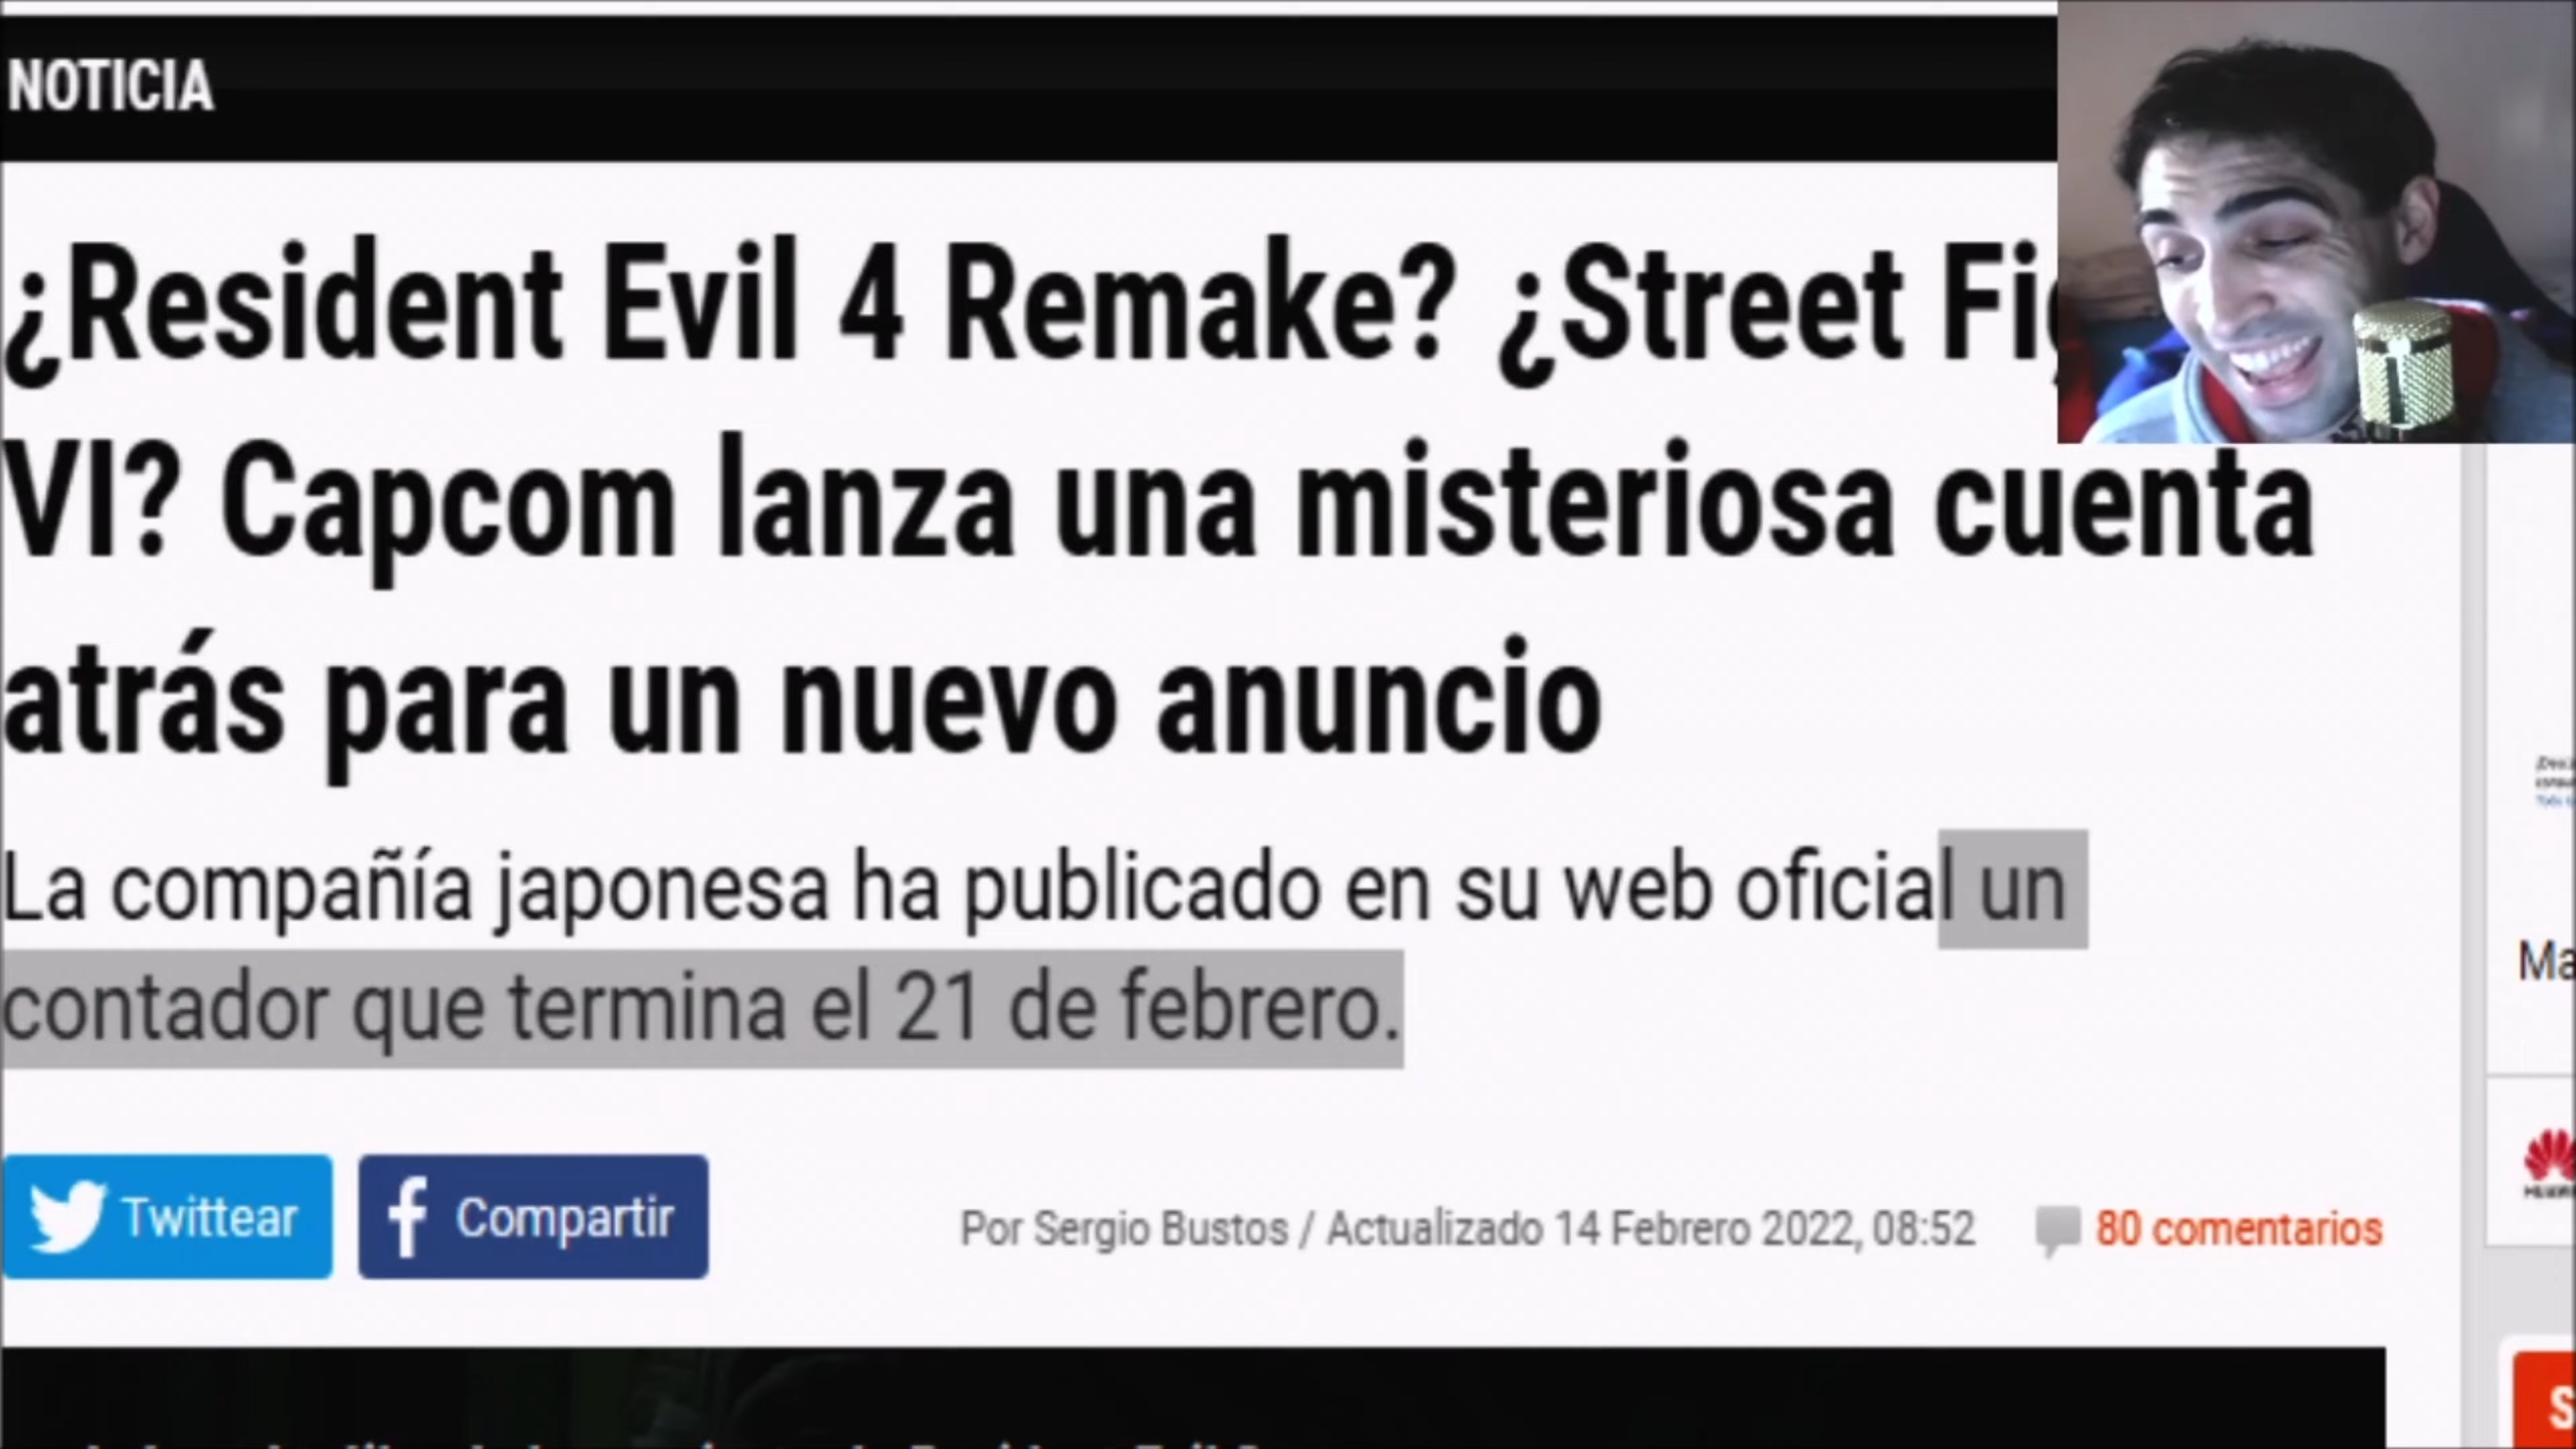 NOTICIA
¿Resident Evil 4 Remake? ¿Street Fi
VI? Capcom lanza una misteriosa cuenta
atrás para un nuevo anuncio
La compañía japonesa ha publicado en su web oficial un
contador que termina el 21 de febrero.
Ma
Twittear
Compartir
Por Sergio Bustos / Actualizado 14 Febrero 2022, 08:52
80 comentarios
S